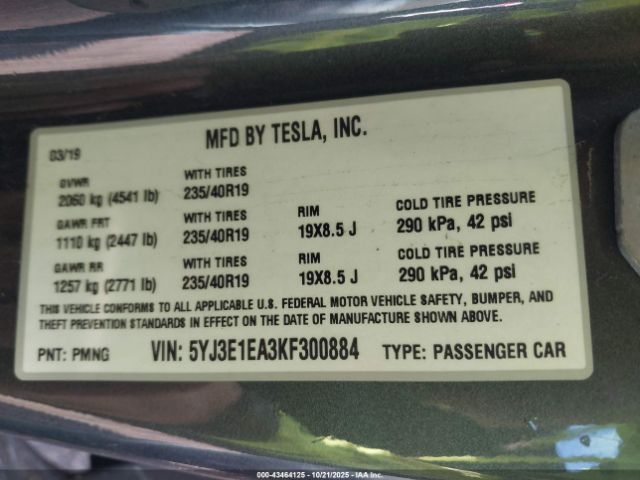 MFD BY TESLA, INC.
03/19
GVWR WITH TIRES
2060 kg (4541 lb) 235/40R19
GAWR FRT WITH TIRES RIM COLD TIRE PRESSURE
1110 kg (2447 lb) 235/40R19 19X8.5 J 290 kPa, 42 psi
GAWR RR WITH TIRES RIM COLD TIRE PRESSURE
1257 kg (2771 lb) 235/40R19 19X8.5 J 290 kPa, 42 psi
THIS VEHICLE CONFORMS TO ALL APPLICABLE U.S. FEDERAL MOTOR VEHICLE SAFETY, BUMPER, AND
THEFT PREVENTION STANDARDS IN EFFECT ON THE DATE OF MANUFACTURE SHOWN ABOVE.
PNT: PMNG VIN: 5YJ3E1EA3KF300884 TYPE: PASSENGER CAR
000-43464125 - 10/21/2025 - IAA Inc.